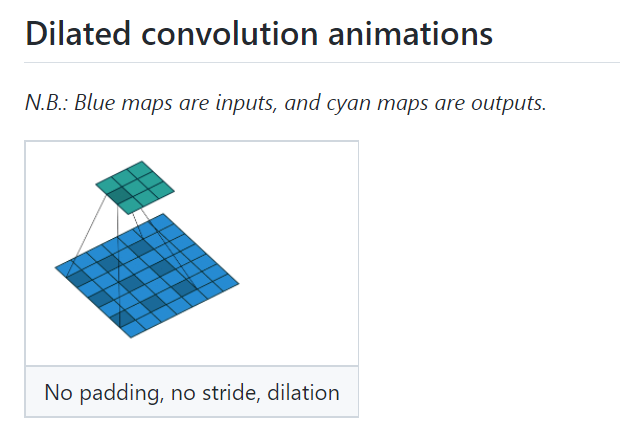 Dilated convolution animations
N.B.: Blue maps are inputs, and cyan maps are outputs.
No padding, no stride, dilation